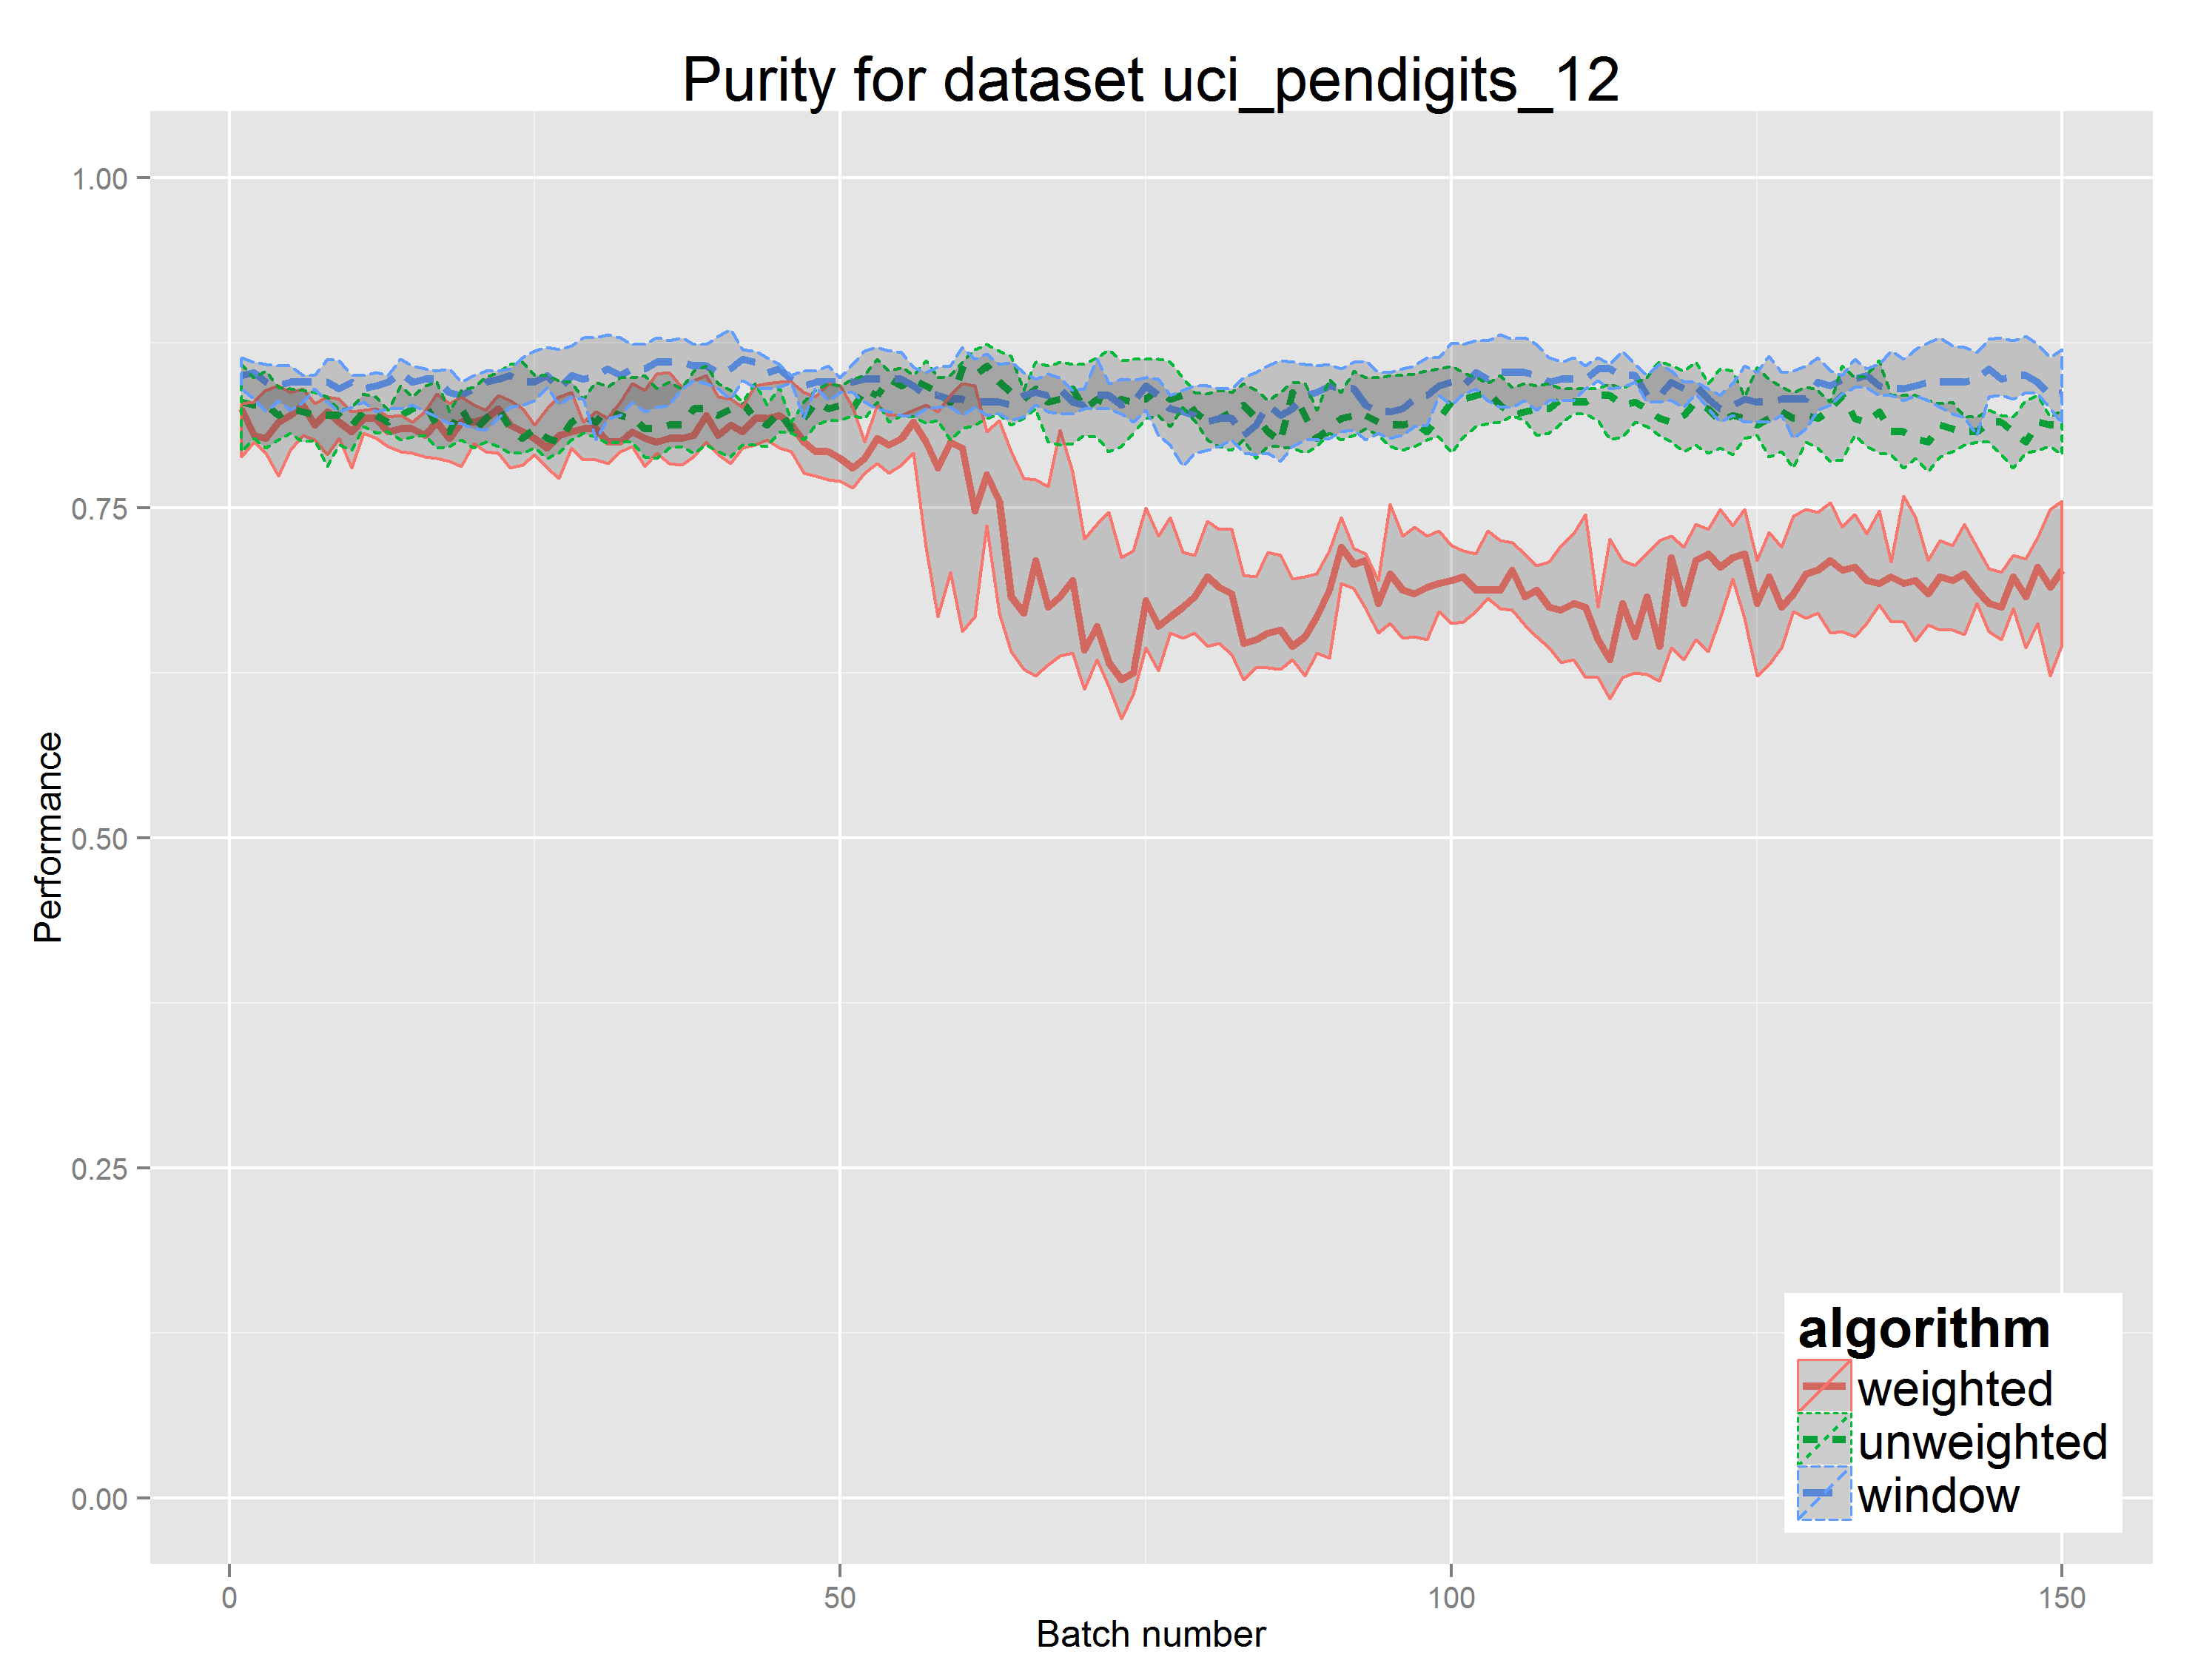 Purity for dataset uci_pendigits_12
1.00
0.75
0.50
0.25
0.00
Performance
0
50
100
150
Batch number
algorithm
weighted
unweighted
window